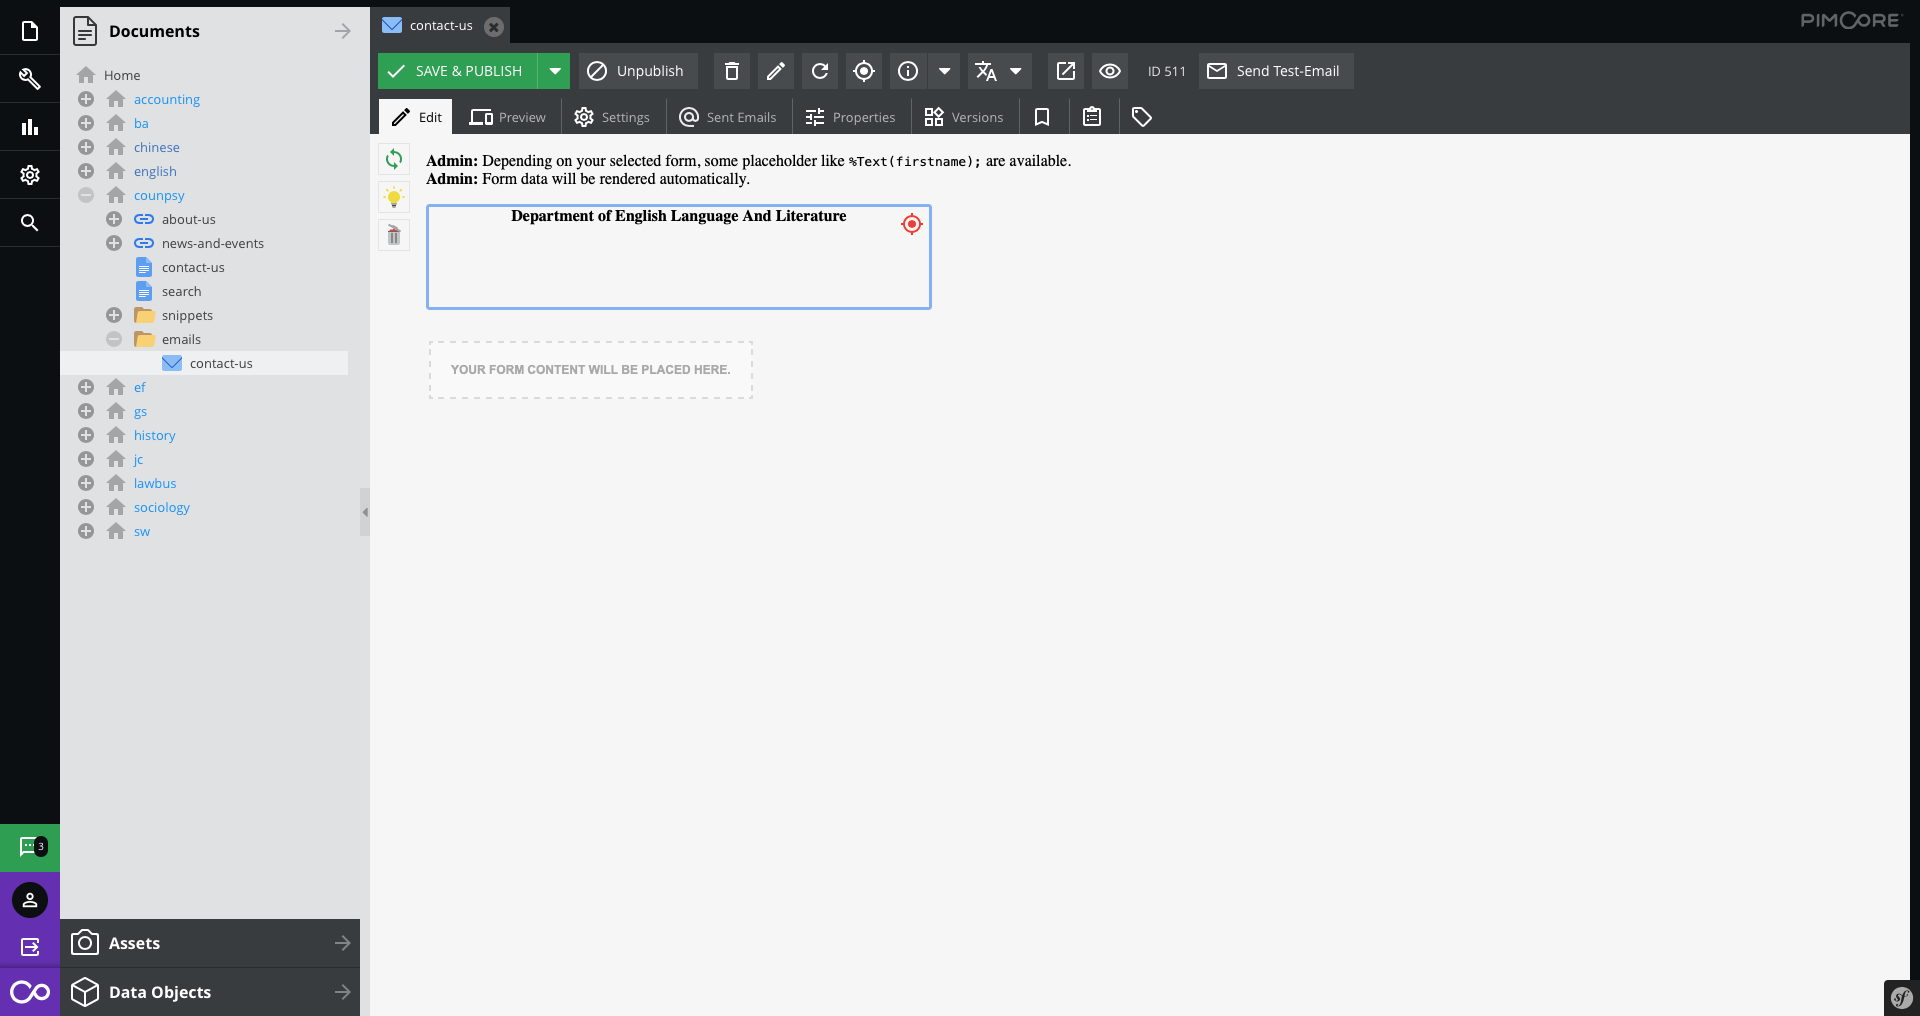 Documents
contact-us
PIMCORE
SAVE & PUBLISH
Unpublish
ID 511
Send Test-Email
Edit
Preview
Settings
Sent Emails
Properties
Versions
Home
accounting
ba
chinese
english
counpsy
about-us
news-and-events
contact-us
search
snippets
emails
contact-us
ef
gs
history
jc
lawbus
sociology
sw
Admin: Depending on your selected form, some placeholder like %Text(firstname); are available.
Admin: Form data will be rendered automatically.
Department of English Language And Literature
YOUR FORM CONTENT WILL BE PLACED HERE.
3
Assets
Data Objects
sf